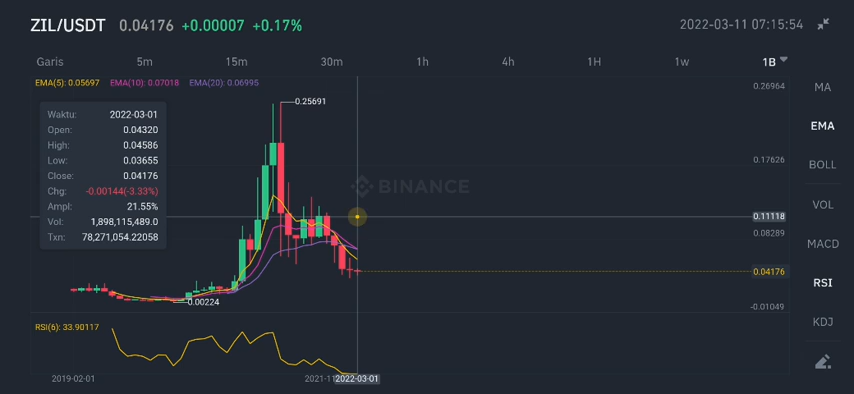 ZIL/USDT 0.04176 +0.00007 +0.17% 2022-03-11 07:15:54
Garis 5m 15m 30m 1h 4h 1H 1w 1B
EMA(5): 0.05697 EMA(10): 0.07018 EMA(20): 0.06995
0.26964
MA
0.25691
Waktu: 2022-03-01
Open: 0.04320
High: 0.04586
Low: 0.03655
Close: 0.04176
Chg: -0.00144(-3.33%)
Ampl: 21.55%
Vol: 1,898,115,489.0
Txn: 78,271,054.22058
EMA
0.17626
BOLL
BINANCE
VOL
0.11118
0.08289
MACD
0.04176
RSI
0.00224
-0.01049
KDJ
RSI(6): 33.90117
2019-02-01 2021-11 2022-03-01